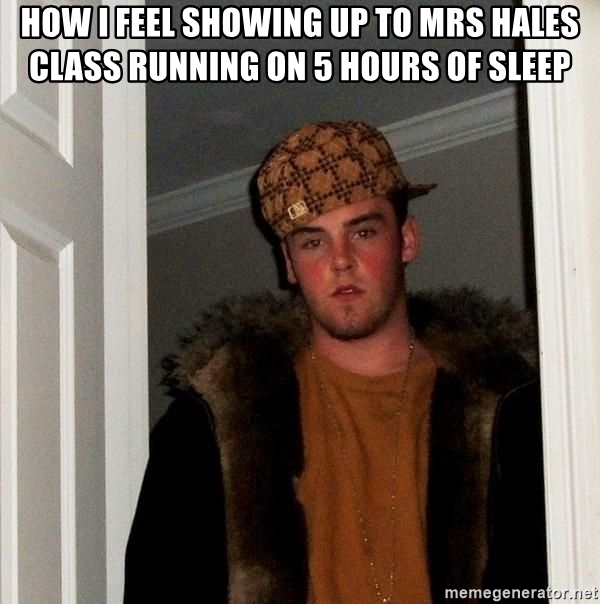 HOW I FEEL SHOWING UP TO MRS HALES
CLASS RUNNING ON 5 HOURS OF SLEEP
memegenerator.net